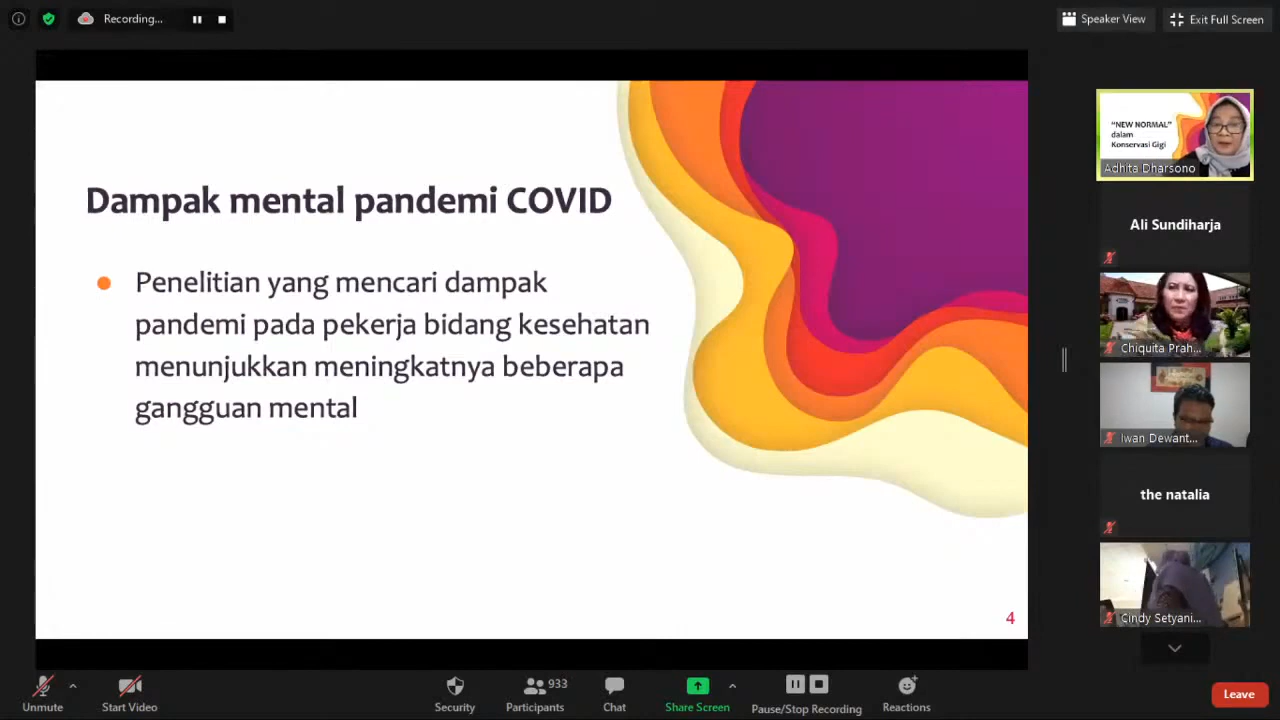 Recording...
Speaker View
Exit Full Screen
Dampak mental pandemi COVID
Penelitian yang mencari dampak
pandemi pada pekerja bidang kesehatan
menunjukkan meningkatnya beberapa
gangguan mental
4
"NEW NORMAL"
dalam
Konservasi Gigi
Adhita Dharsono
Ali Sundiharja
Chiquita Prah...
Iwan Dewant...
the natalia
Cindy Setyani...
Unmute
Start Video
Security
933
Participants
Chat
Share Screen
Pause/Stop Recording
Reactions
Leave